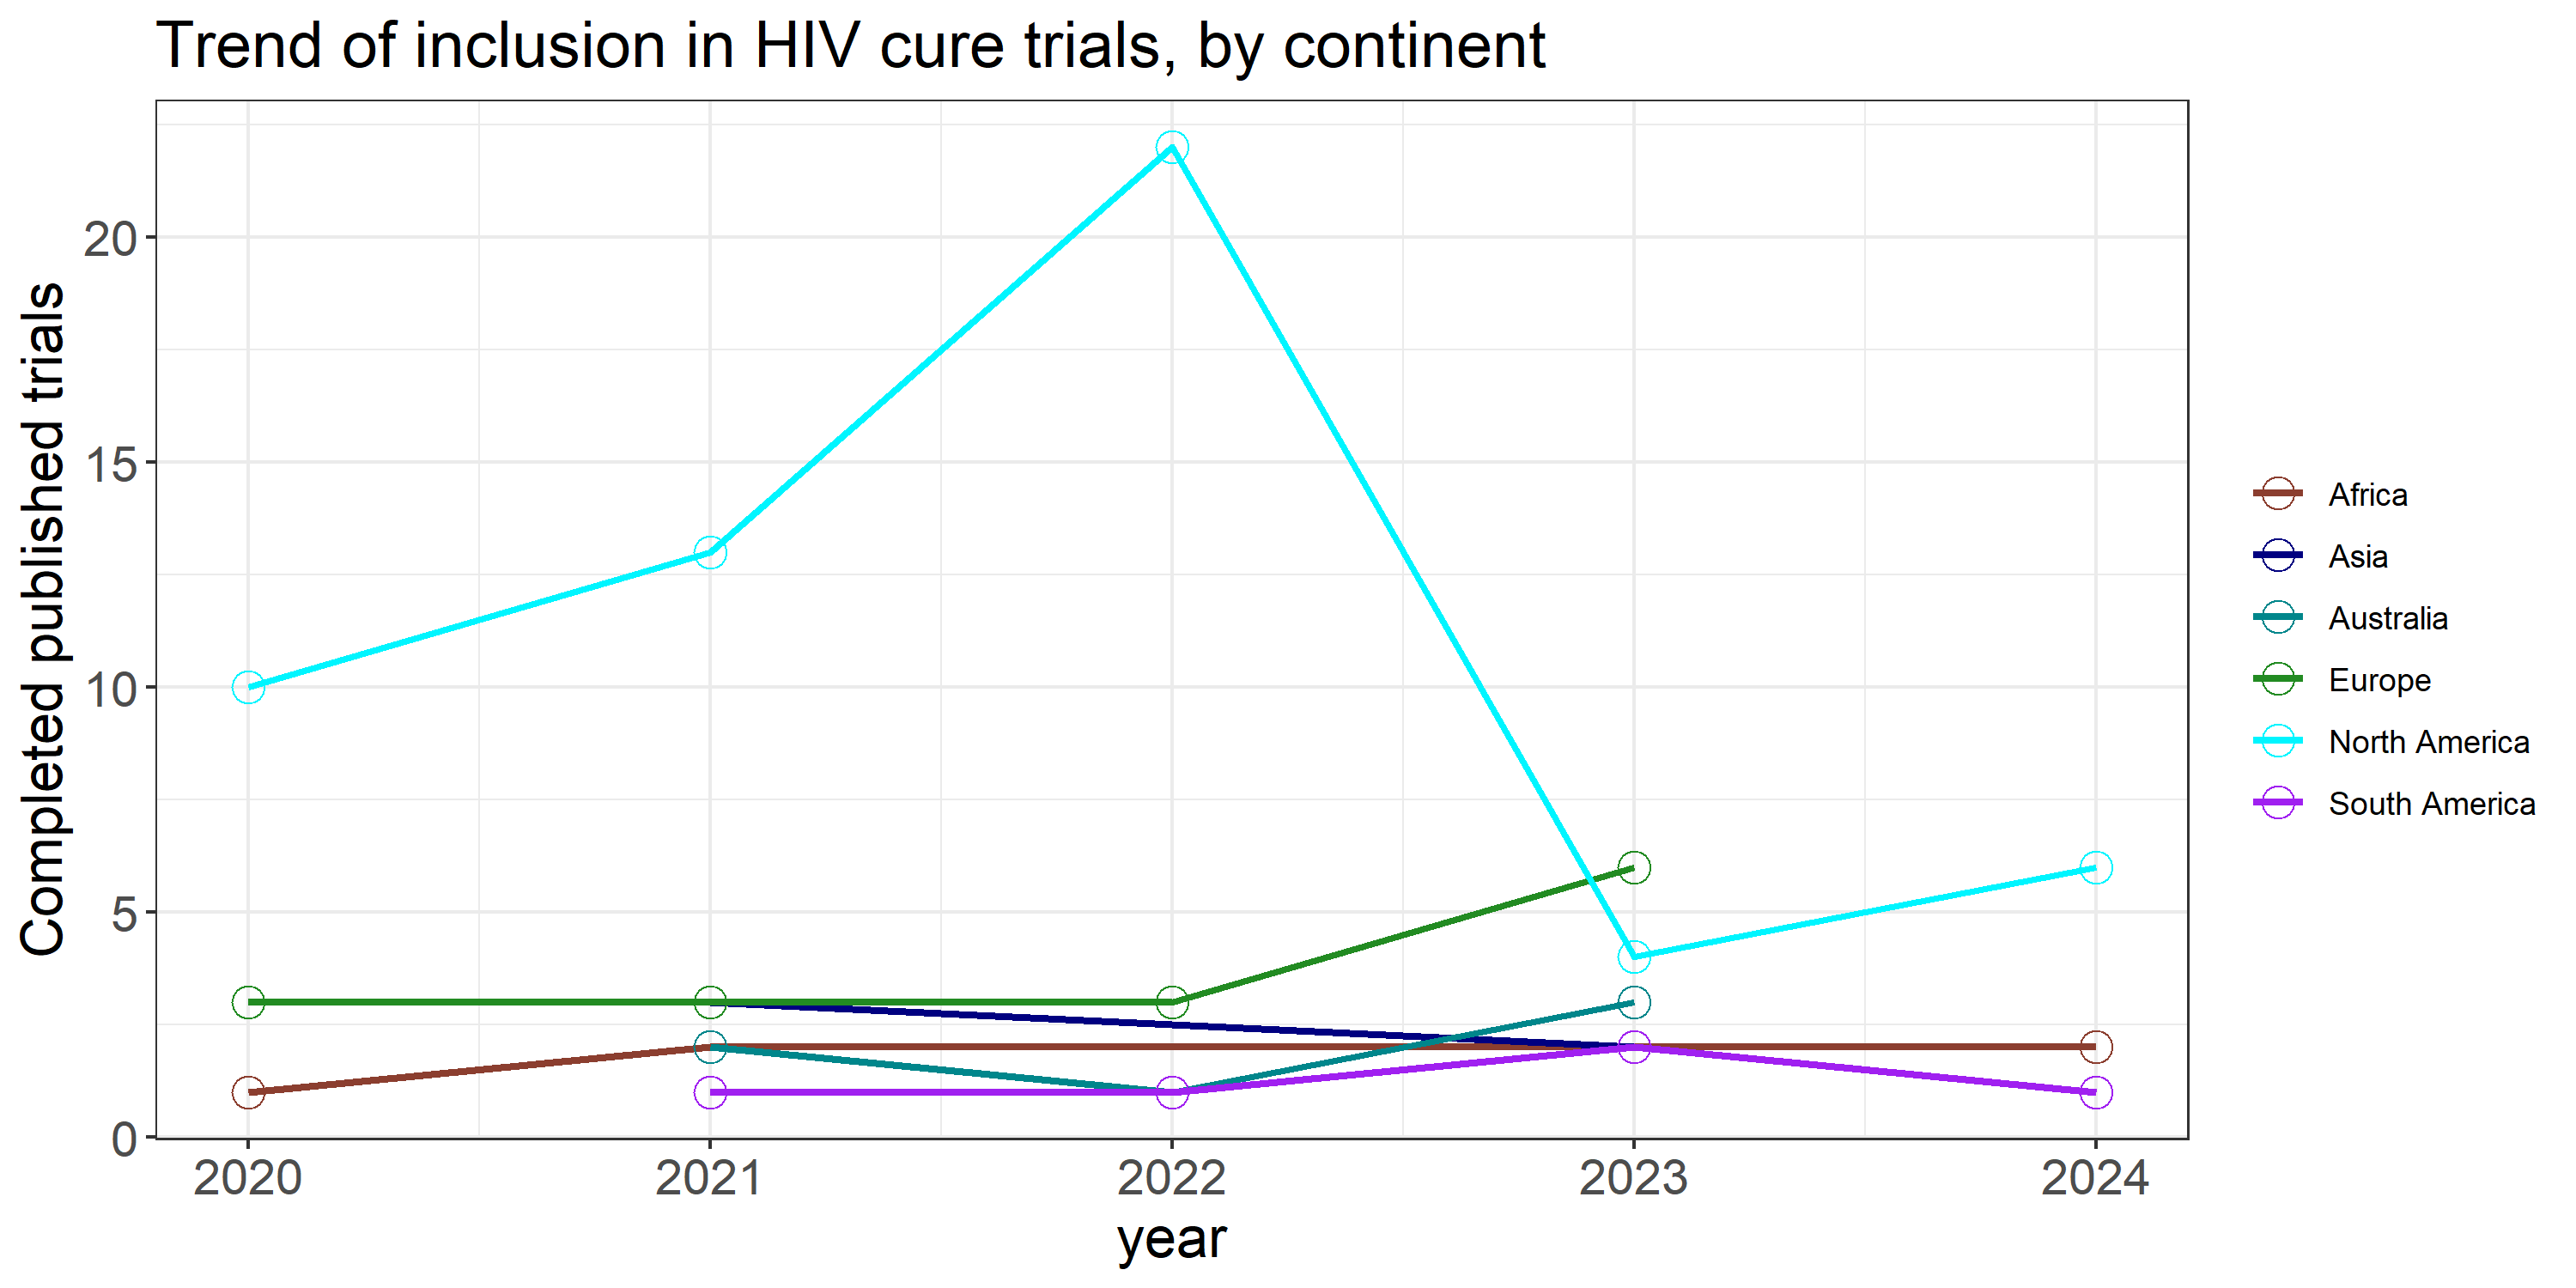 Trend of inclusion in HIV cure trials, by continent
Completed published trials
20
15
10
5
0
2020
2021
2022
2023
2024
year
Africa
Asia
Australia
Europe
North America
South America